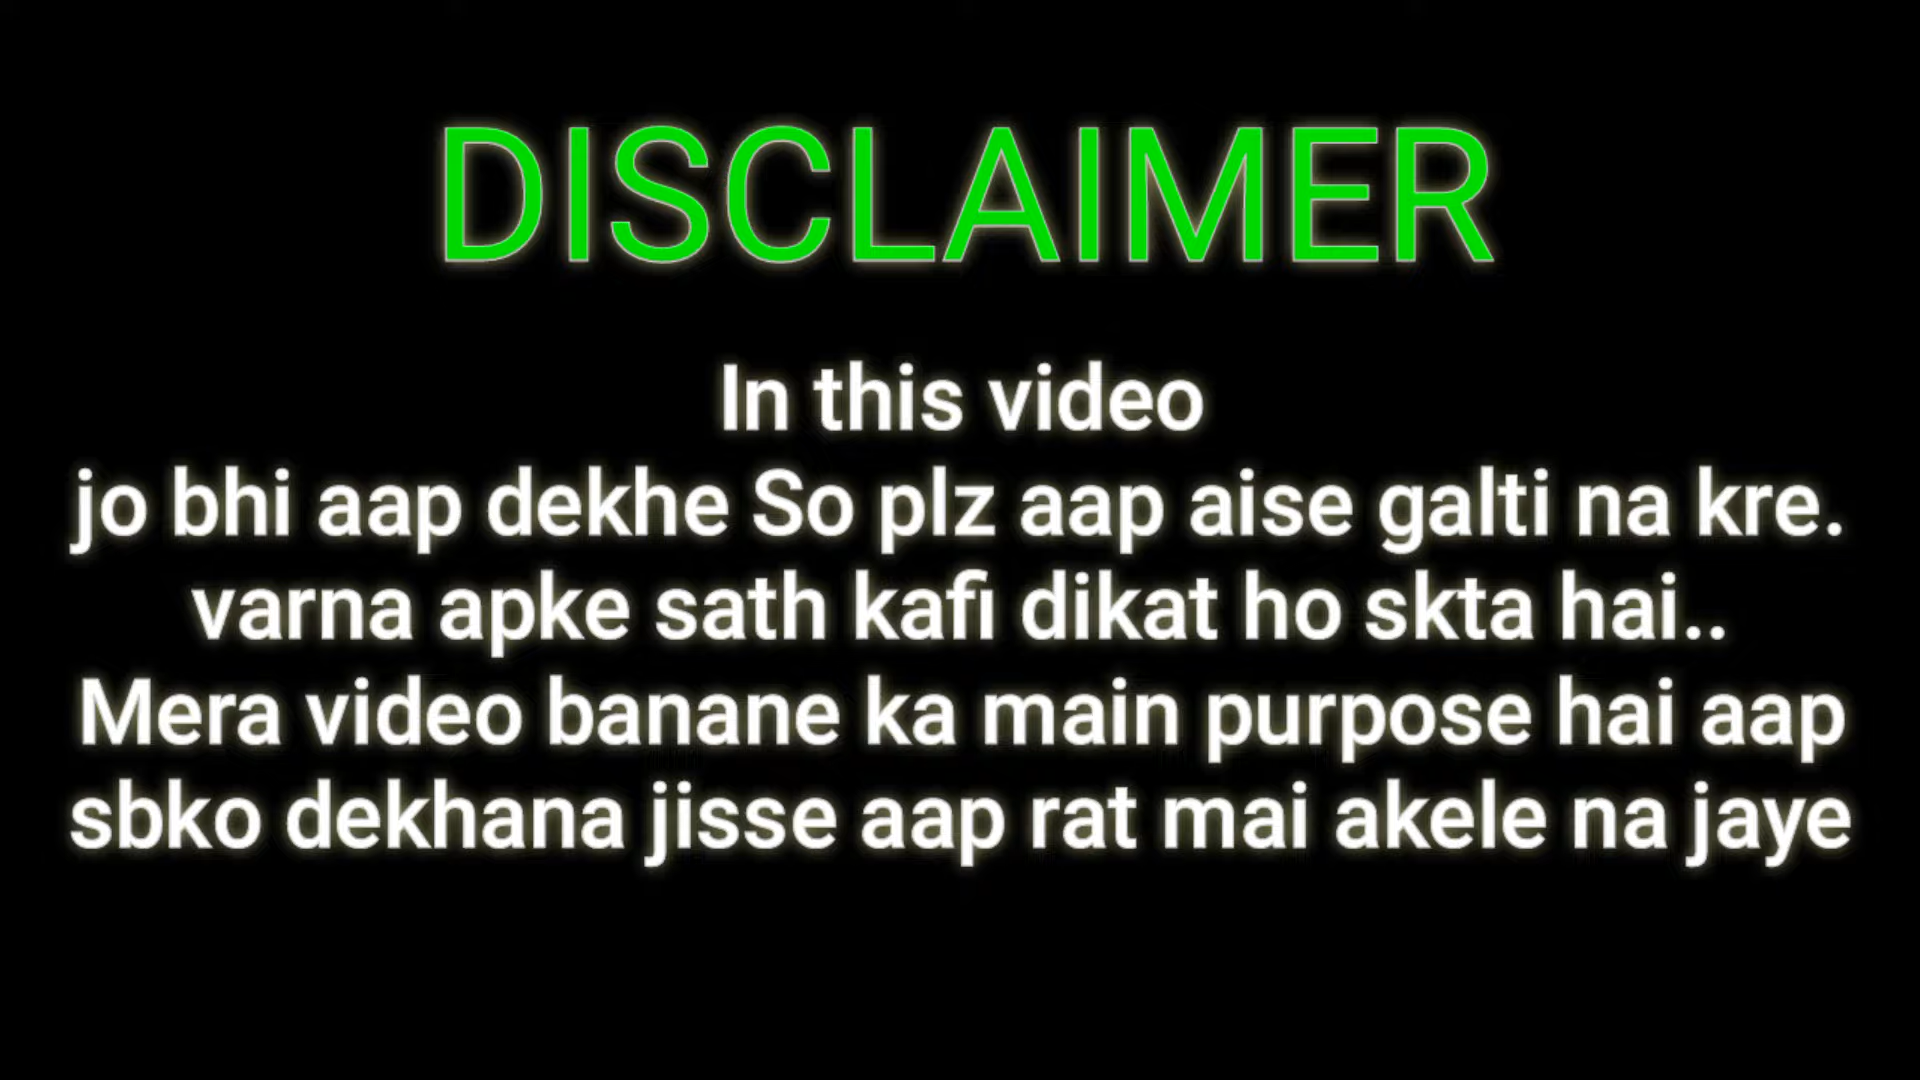 DISCLAIMER
In this video
jo bhi aap dekhe So plz aap aise galti na kre.
varna apke sath kafi dikat ho skta hai..
Mera video banane ka main purpose hai aap
sbko dekhana jisse aap rat mai akele na jaye